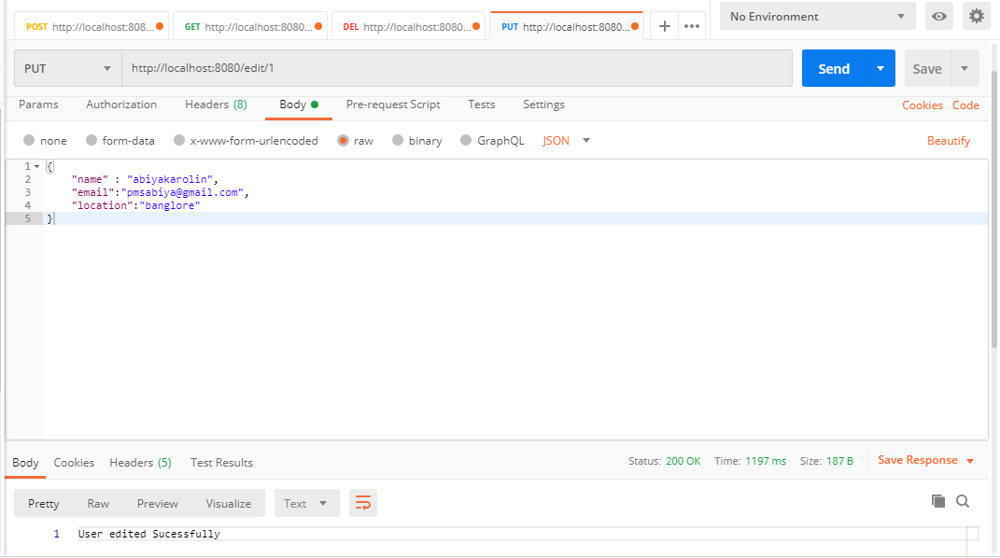 POST http://localhost:808... GET http://localhost:8080... DEL http://localhost:8080... PUT http://localhost:8080... + ••• No Environment
PUT http://localhost:8080/edit/1 Send Save
Params Authorization Headers (8) Body Pre-request Script Tests Settings Cookies Code
none form-data x-www-form-urlencoded raw binary GraphQL JSON Beautify
1 {
2 "name" : "abiyakarolin",
3 "email":"pmsabiya@gmail.com",
4 "location":"banglore"
5 }
Body Cookies Headers (5) Test Results Status: 200 OK Time: 1197 ms Size: 187 B Save Response
Pretty Raw Preview Visualize Text
1 User edited Sucessfully